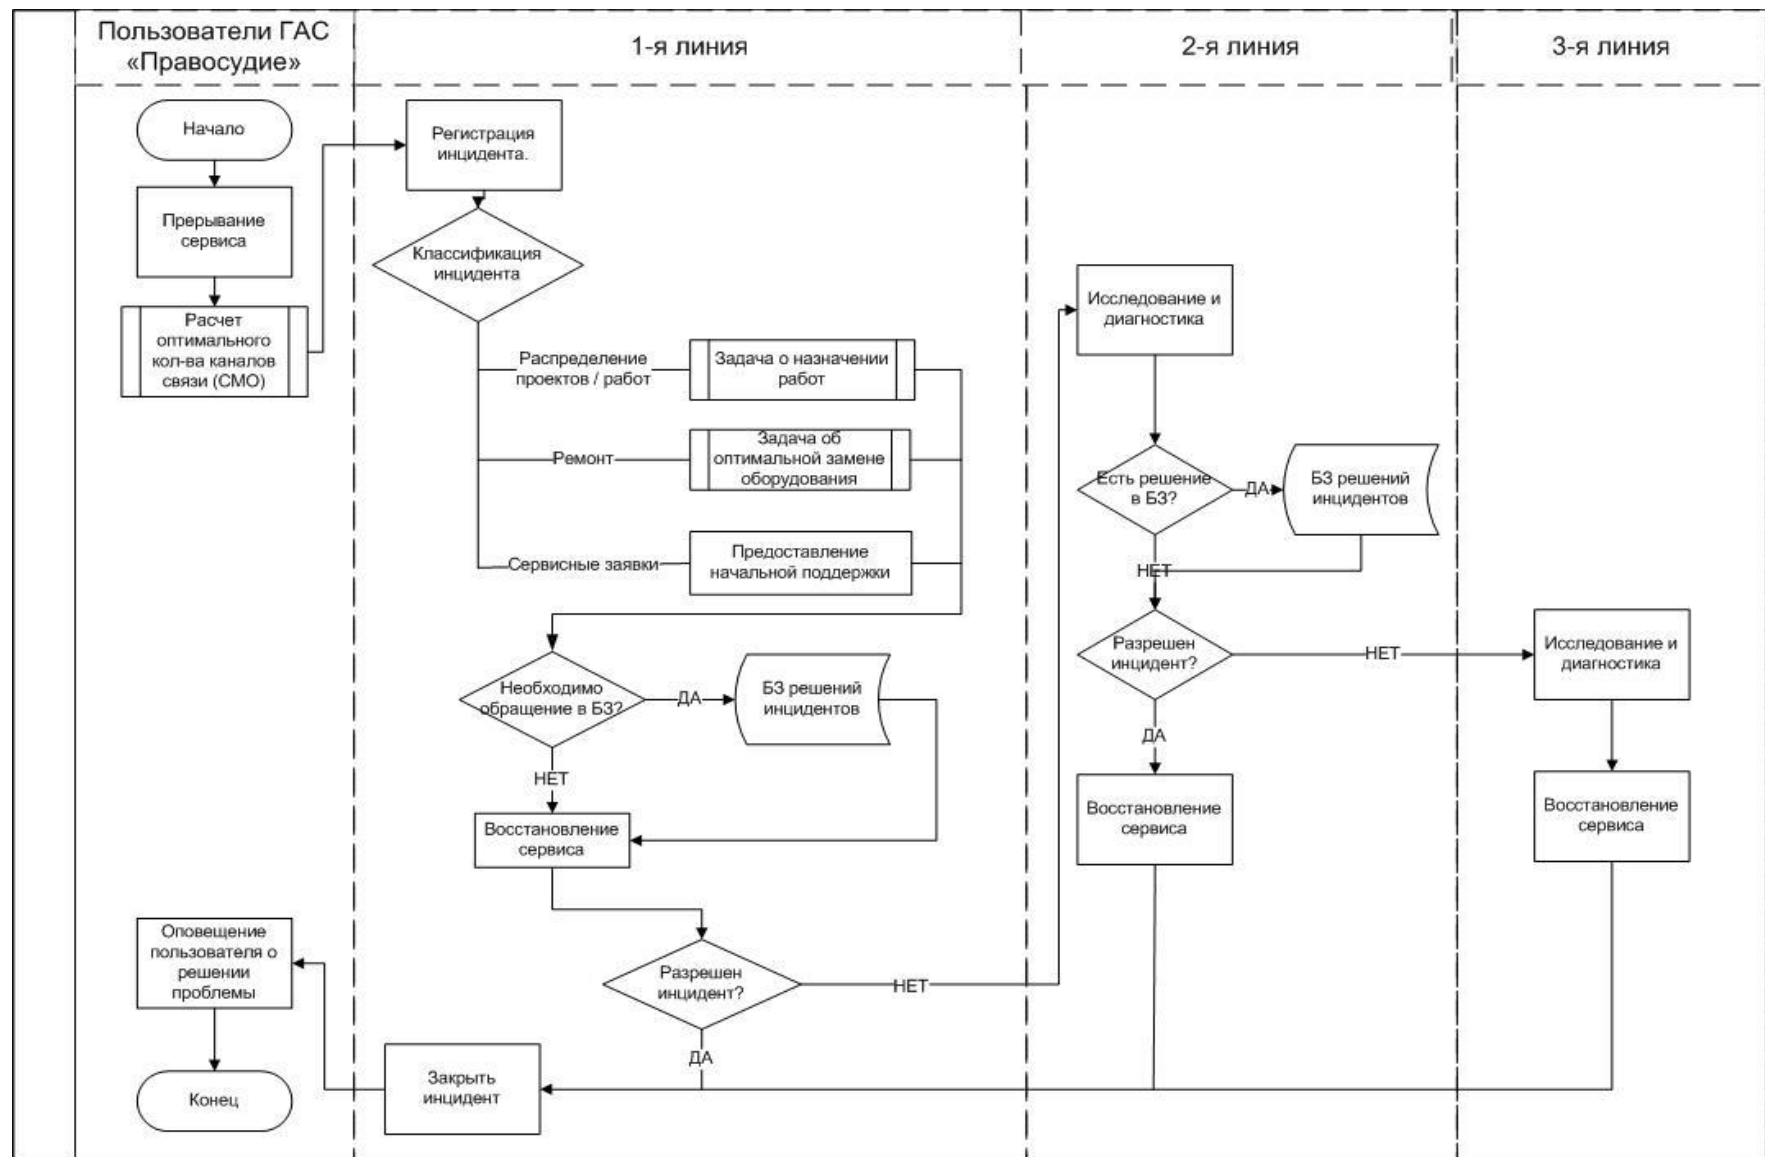 Пользователи ГАС
«Правосудие»
1-я линия
2-я линия
3-я линия
Начало
Прерывание
сервиса
Расчет
оптимального
кол-ва каналов
связи (СМО)
Регистрация
инцидента.
Классификация
инцидента
Распределение
проектов / работ
Задача о назначении
работ
Ремонт
Задача об
оптимальной замене
оборудования
Сервисные заявки
Предоставление
начальной поддержки
Необходимо
обращение в БЗ?
ДА
БЗ решений
инцидентов
НЕТ
Восстановление
сервиса
Разрешен
инцидент?
НЕТ
ДА
Закрыть
инцидент
Исследование и
диагностика
Есть решение
в БЗ?
ДА
БЗ решений
инцидентов
НЕТ
Разрешен
инцидент?
НЕТ
ДА
Восстановление
сервиса
Исследование и
диагностика
Восстановление
сервиса
Оповещение
пользователя о
решении
проблемы
Конец